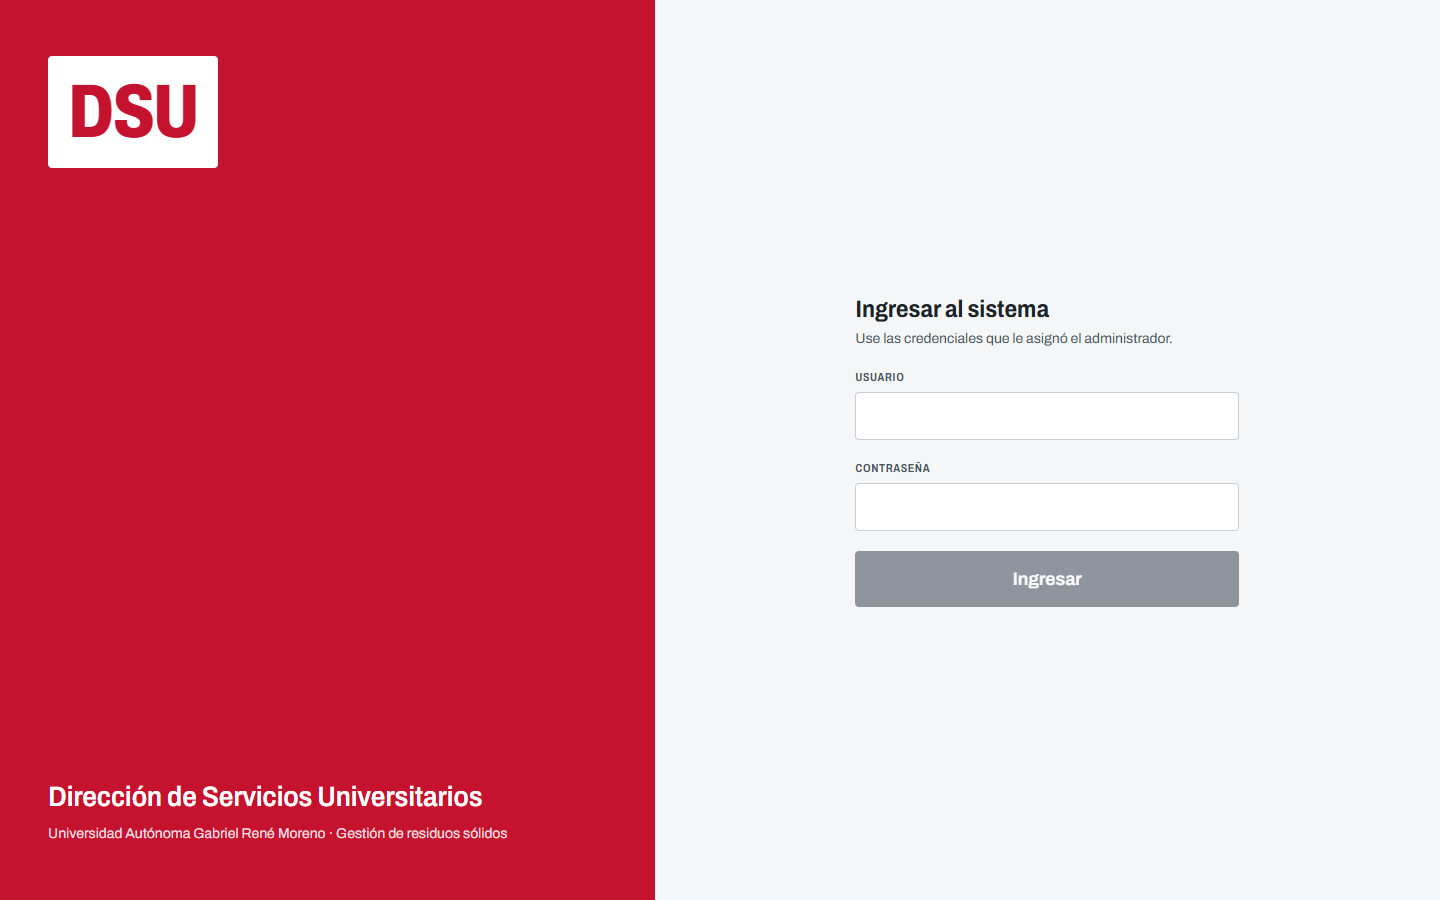 DSU
Dirección de Servicios Universitarios
Universidad Autónoma Gabriel René Moreno · Gestión de residuos sólidos
Ingresar al sistema
Use las credenciales que le asignó el administrador.
USUARIO
CONTRASEÑA
Ingresar